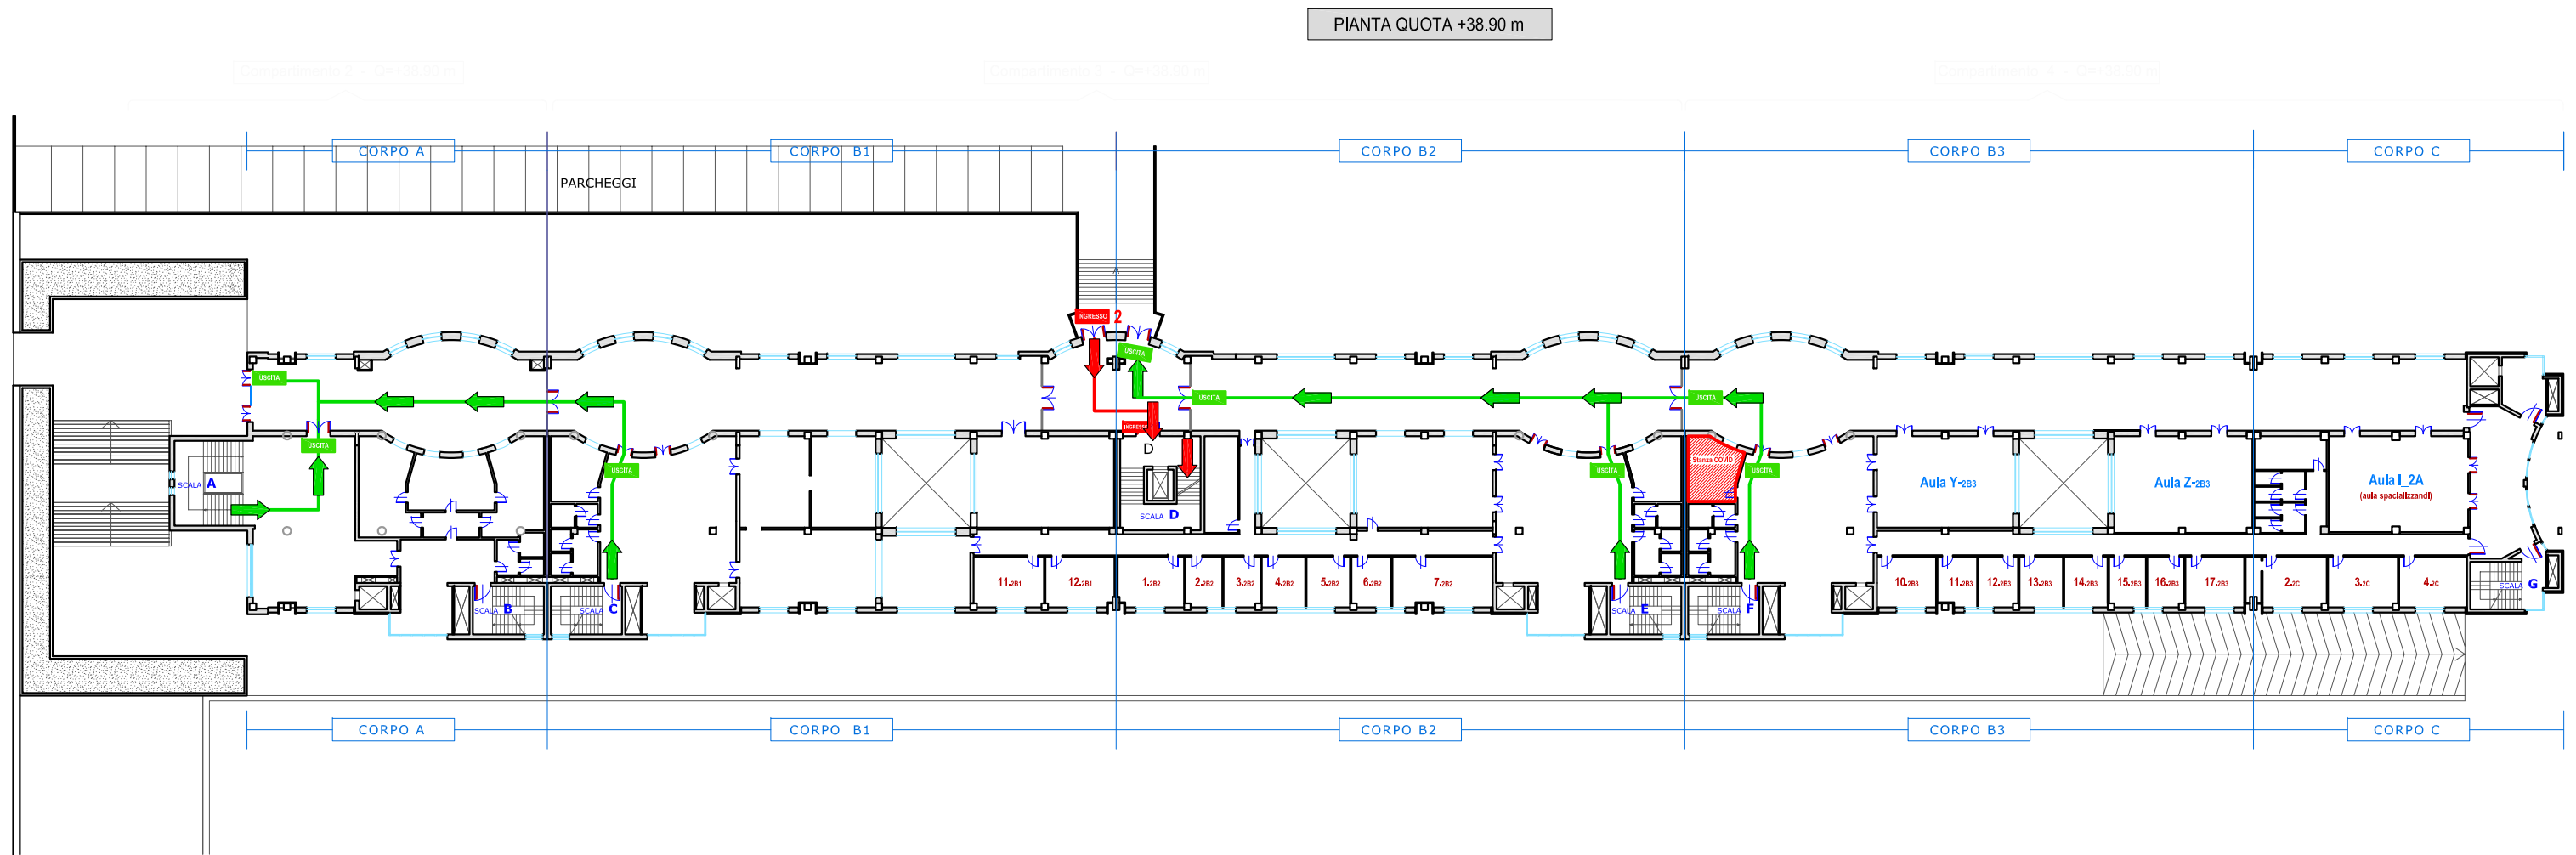 PIANTA QUOTA +38,90 m
CORPO A
CORPO B1
CORPO B2
CORPO B3
CORPO C
PARCHEGGI
INGRESSO 2
USCITA
USCITA
USCITA
USCITA
INGRESSO
USCITA
D
USCITA
Stanza COVID
USCITA
USCITA
USCITA
SCALA A
Aula Y-2B3
Aula Z-2B3
Aula I_2A
(aula spacializzandi)
SCALA D
11-2B1
12-2B1
1-2B2
2-2B2
3-2B2
4-2B2
5-2B2
6-2B2
7-2B2
10-2B3
11-2B3
12-2B3
13-2B3
14-2B3
15-2B3
16-2B3
17-2B3
2-2C
3-2C
4-2C
SCALA B
SCALA C
SCALA E
SCALA F
SCALA G
CORPO A
CORPO B1
CORPO B2
CORPO B3
CORPO C